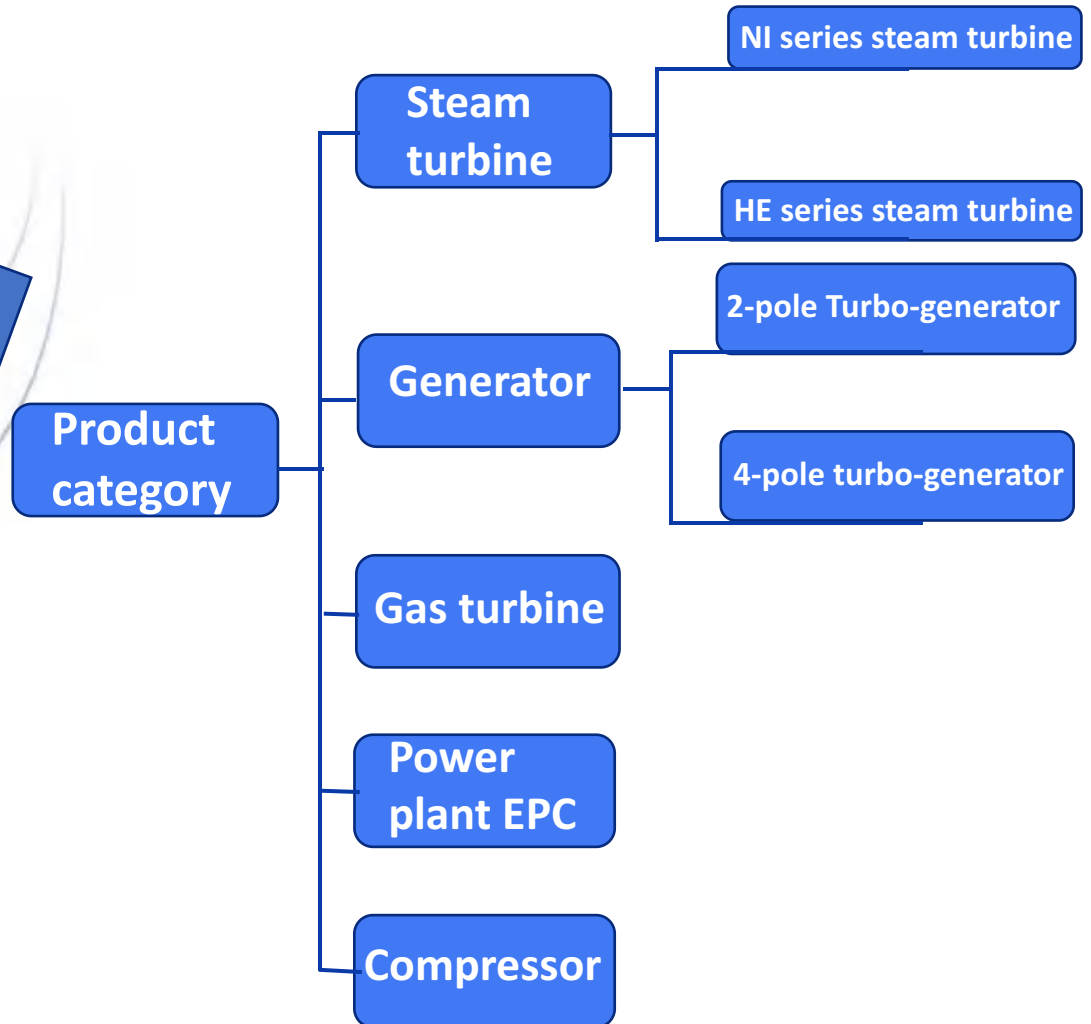 NI series steam turbine
Steam
turbine
HE series steam turbine
2-pole Turbo-generator
Generator
Product
category
4-pole turbo-generator
Gas turbine
Power
plant EPC
Compressor